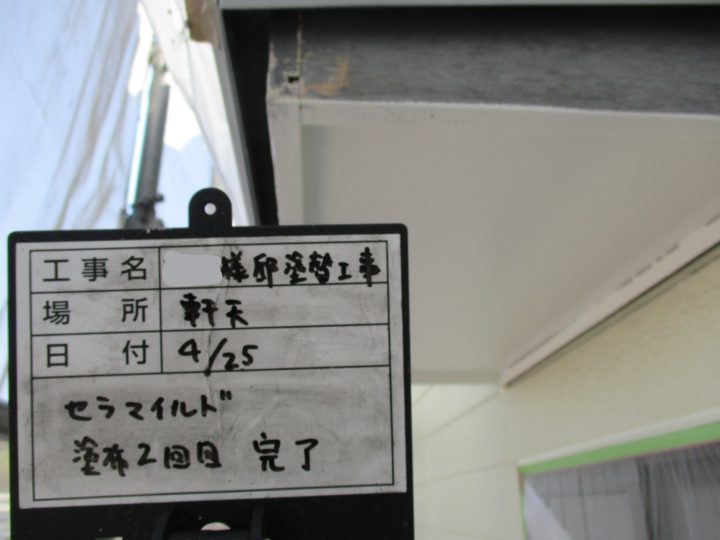 工事名 様邸塗替工事
場所 軒天
日付 4/25
セラマイルド
塗布2回目 完了